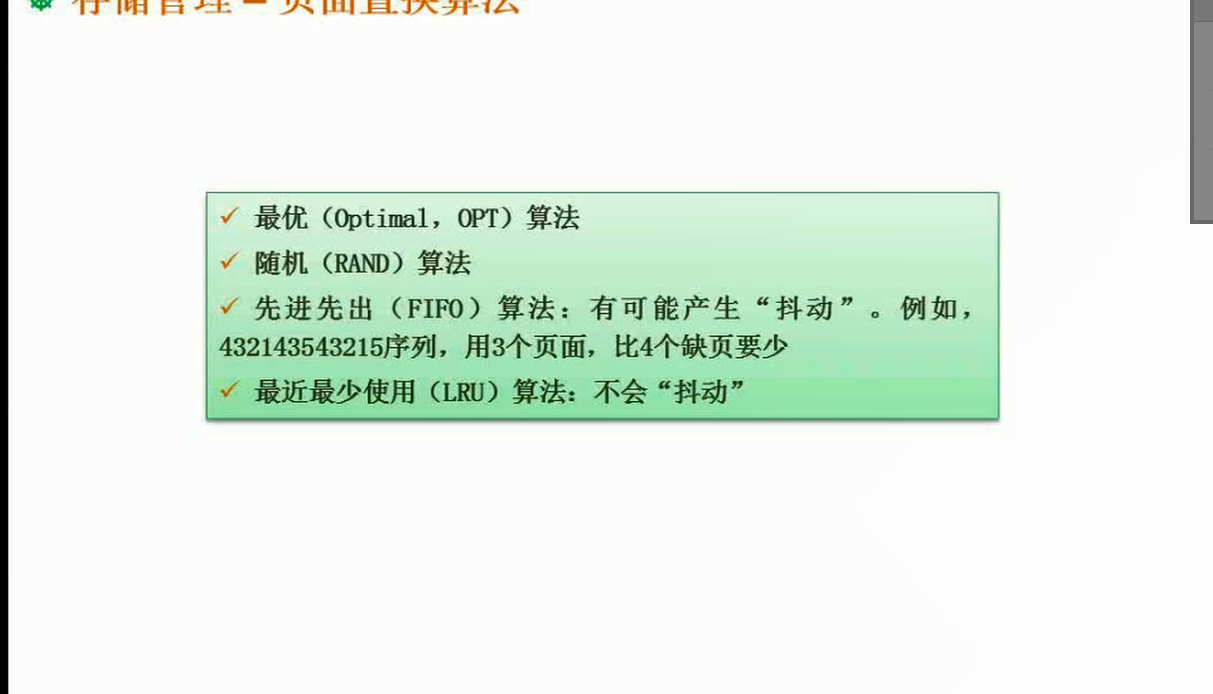 存储管理 – 页面置换算法
最优（Optimal，OPT）算法
随机（RAND）算法
先进先出（FIFO）算法：有可能产生“抖动”。例如，
432143543215序列，用3个页面，比4个缺页要少
最近最少使用（LRU）算法：不会“抖动”